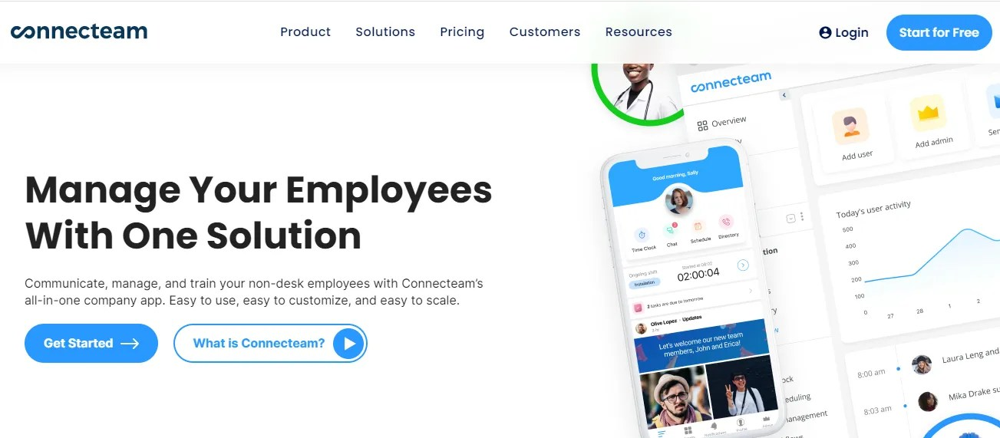 connecteam
Product
Solutions
Pricing
Customers
Resources
Login
Start for Free
Manage Your Employees
With One Solution
Communicate, manage, and train your non-desk employees with Connecteam’s
all-in-one company app. Easy to use, easy to customize, and easy to scale.
Get Started
What is Connecteam?
connecteam
Overview
Add user
Add admin
Today's user activity
500
400
300
200
100
0
27
28
1
2
8:00 am
Laura Leng and
8:03 am
Mika Drake
Good morning, Sally
Time Clock
Chat
Schedule
Directory
Ongoing shift
Installation
Started at 08:02
02:00:04
2 tasks are due to tomorrow
Olive Lopez · Updates
3 hr
Let's welcome our new team
members, John and Erica!
Notifications
Profile